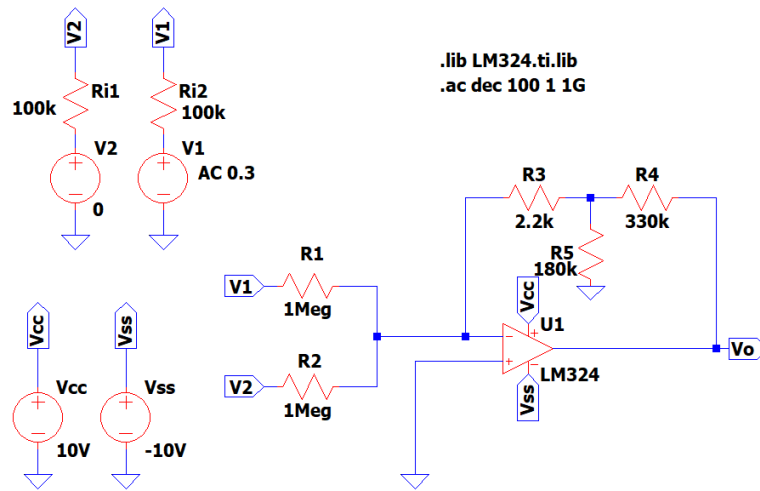 V2
V1
.lib LM324.ti.lib
.ac dec 100 1 1G
Ri1
100k
Ri2
100k
V2
0
V1
AC 0.3
R3
2.2k
R4
330k
R5
180k
R1
V1
1Meg
R2
V2
1Meg
Vcc
U1
LM324
Vss
Vo
Vcc
Vss
Vcc
10V
Vss
-10V